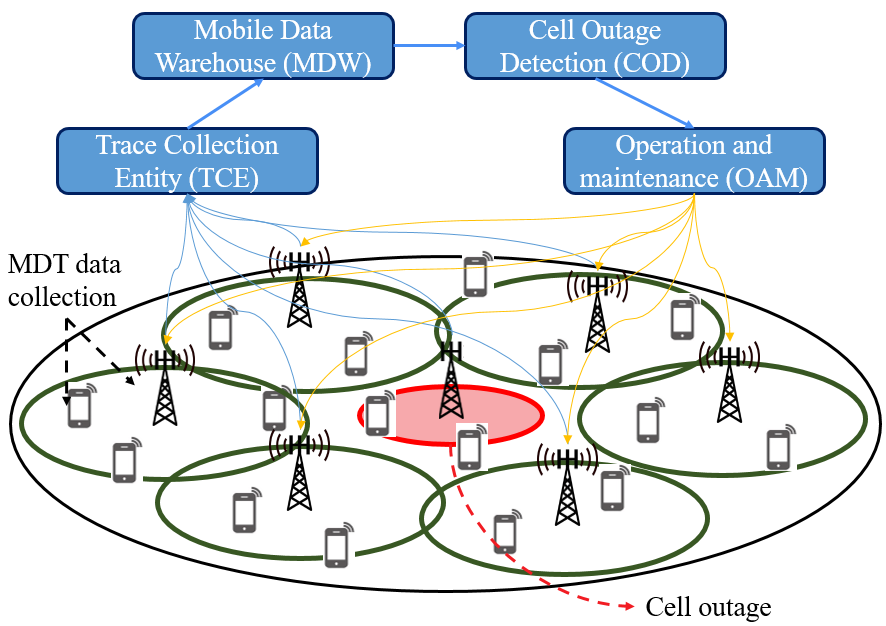 Mobile Data
Warehouse (MDW)
Cell Outage
Detection (COD)
Trace Collection
Entity (TCE)
Operation and
maintenance (OAM)
MDT data
collection
Cell outage